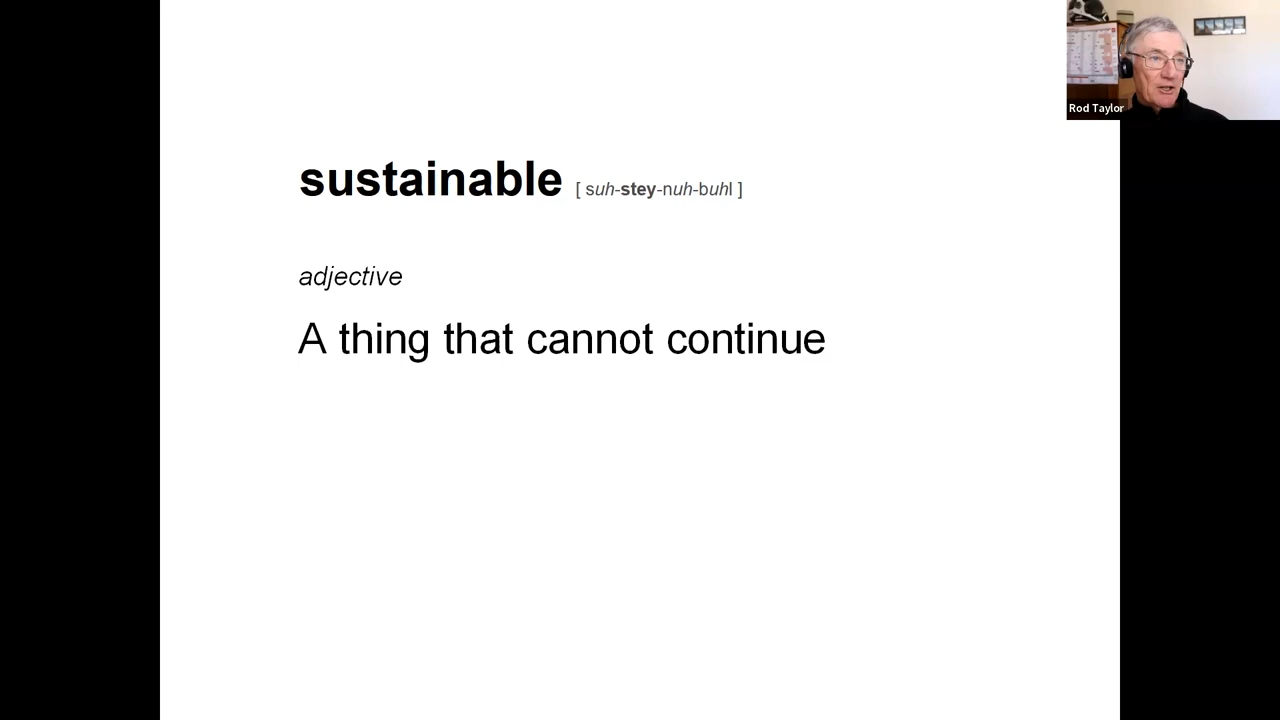 sustainable [ suh-stey-nuh-buhl ]
adjective
A thing that cannot continue
Rod Taylor